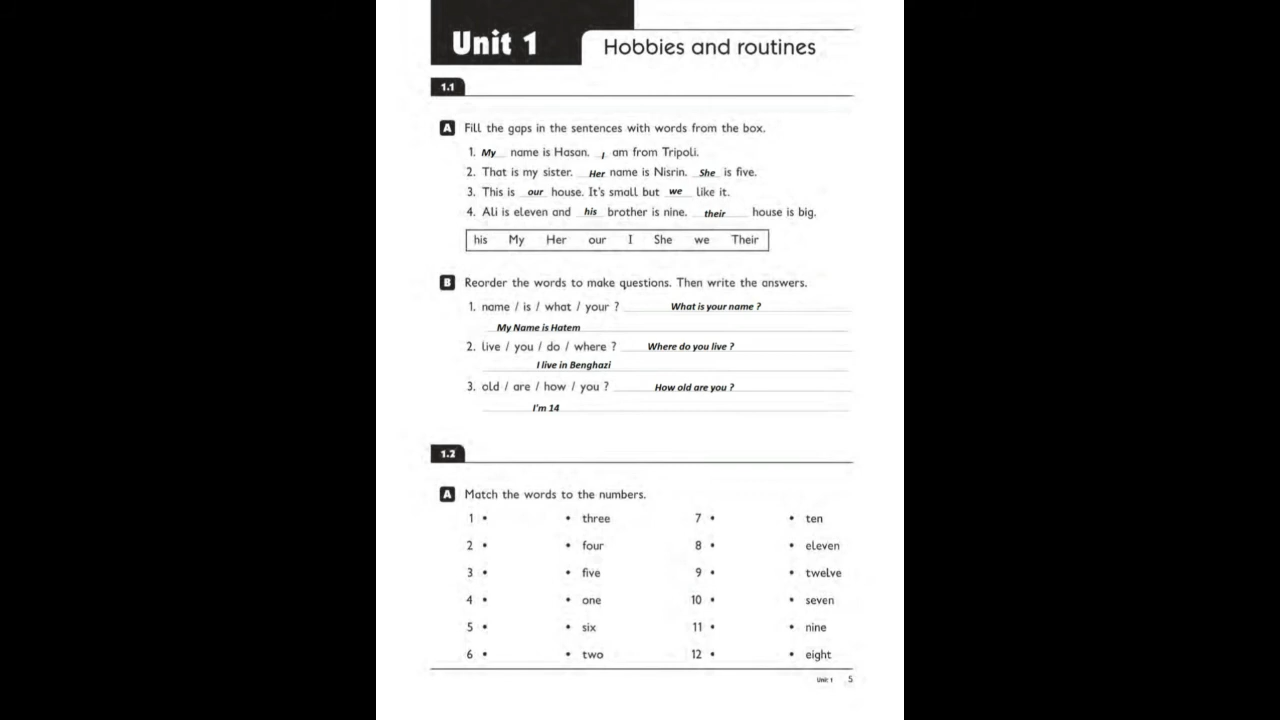 Unit 1 Hobbies and routines
1.1
A Fill the gaps in the sentences with words from the box.
1. My name is Hasan. I am from Tripoli.
2. That is my sister. Her name is Nisrin. She is five.
3. This is our house. It's small but we like it.
4. Ali is eleven and his brother is nine. their house is big.
his My Her our I She we Their
B Reorder the words to make questions. Then write the answers.
1. name / is / what / your ? What is your name ?
My Name is Hatem
2. live / you / do / where ? Where do you live ?
I live in Benghazi
3. old / are / how / you ? How old are you ?
I'm 14
1.2
A Match the words to the numbers.
1 • • three 7 • • ten
2 • • four 8 • • eleven
3 • • five 9 • • twelve
4 • • one 10 • • seven
5 • • six 11 • • nine
6 • • two 12 • • eight
Unit 1 5